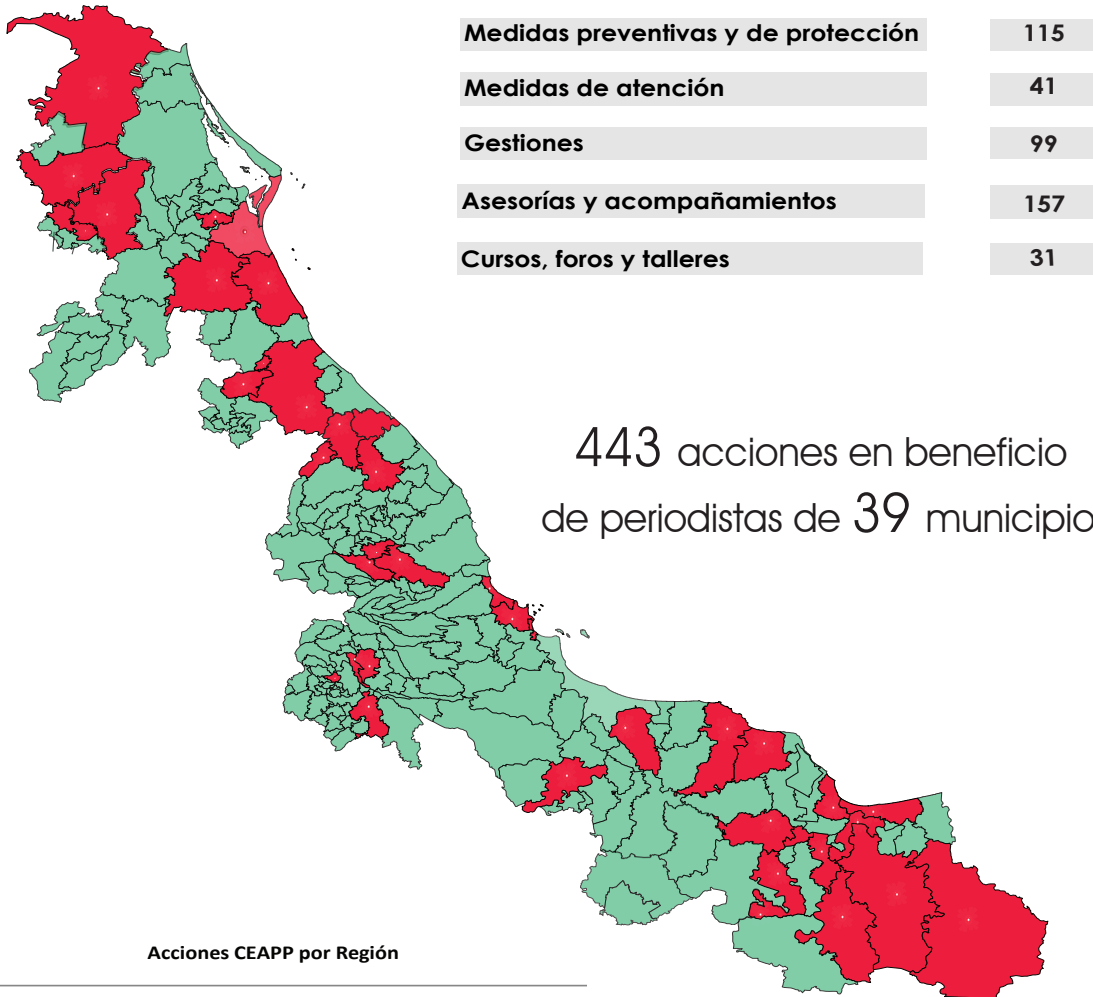 Medidas preventivas y de protección 115
Medidas de atención 41
Gestiones 99
Asesorías y acompañamientos 157
Cursos, foros y talleres 31
443 acciones en beneficio
de periodistas de 39 municipio
Acciones CEAPP por Región